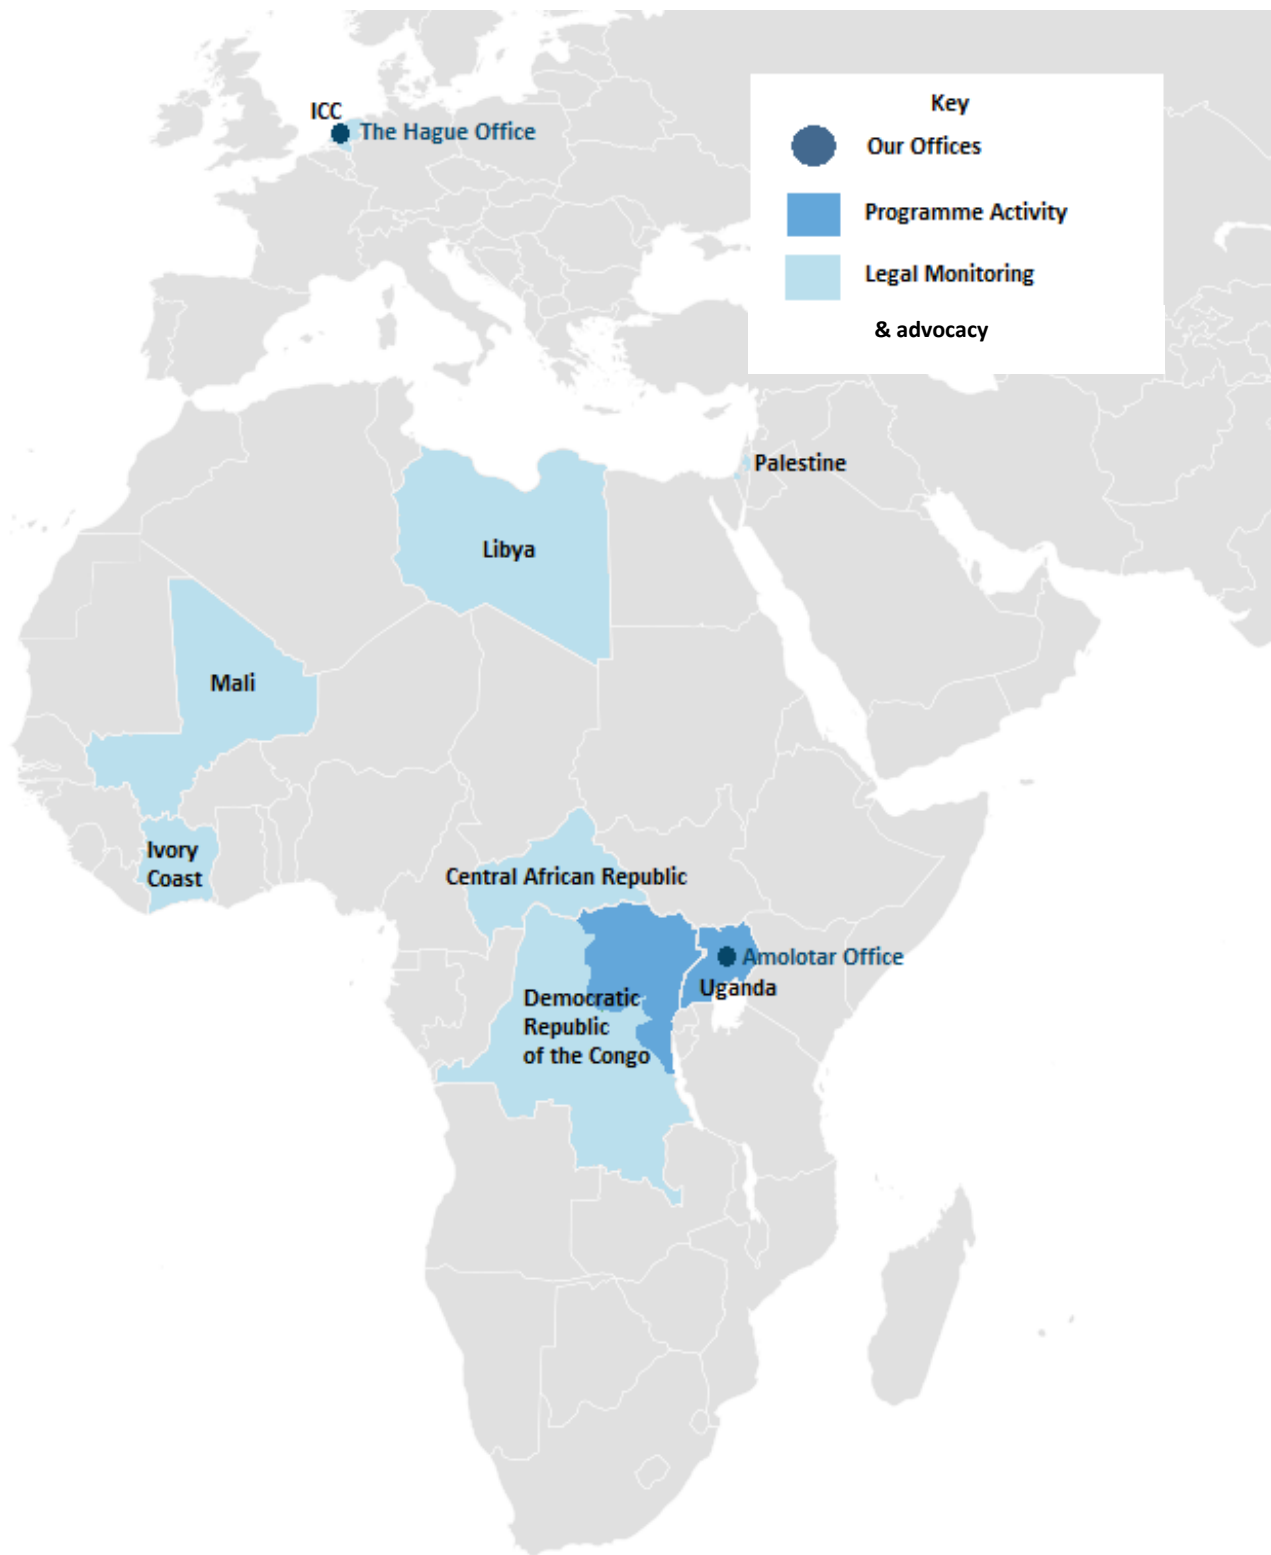 ICC
The Hague Office
Key
Our Offices
Programme Activity
Legal Monitoring
& advocacy
Palestine
Libya
Mali
Ivory
Coast
Central African Republic
Amolotar Office
Uganda
Democratic
Republic
of the Congo